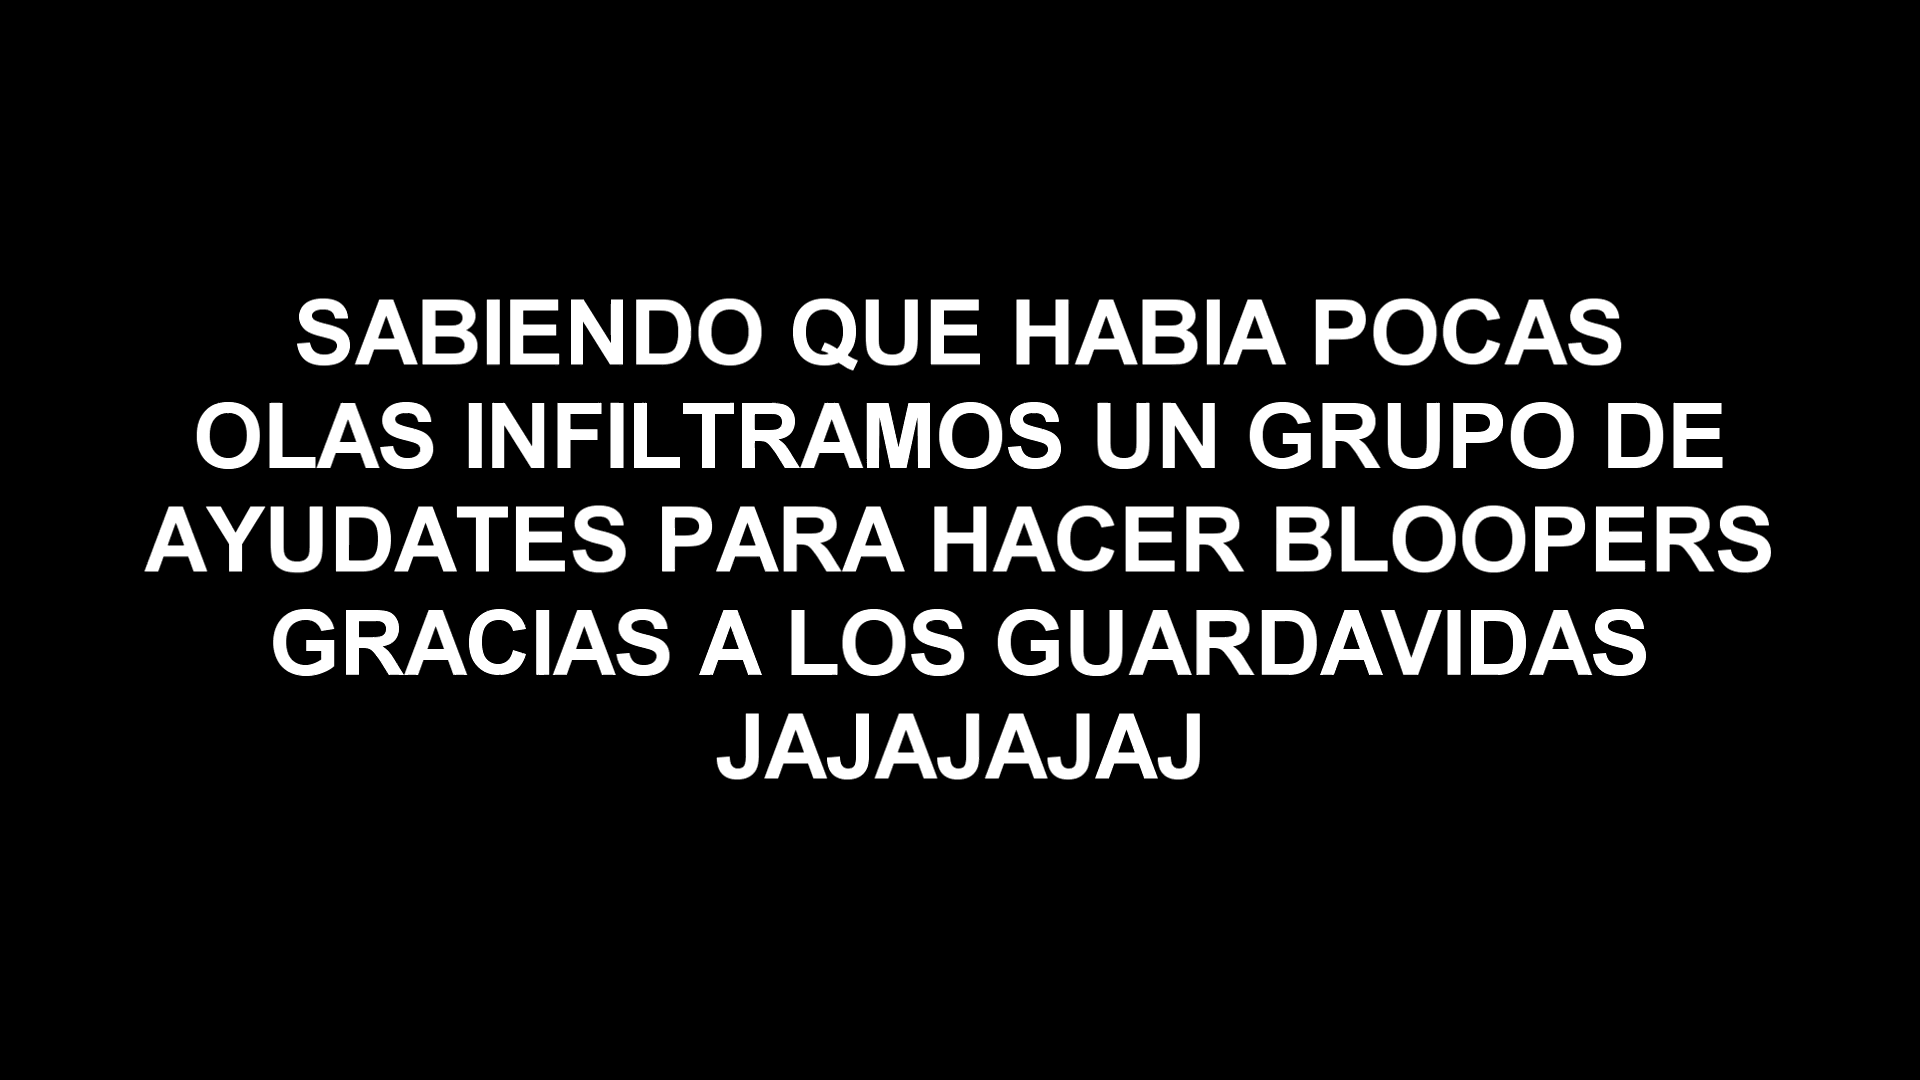 SABIENDO QUE HABIA POCAS
OLAS INFILTRAMOS UN GRUPO DE
AYUDATES PARA HACER BLOOPERS
GRACIAS A LOS GUARDAVIDAS
JAJAJAJAJ